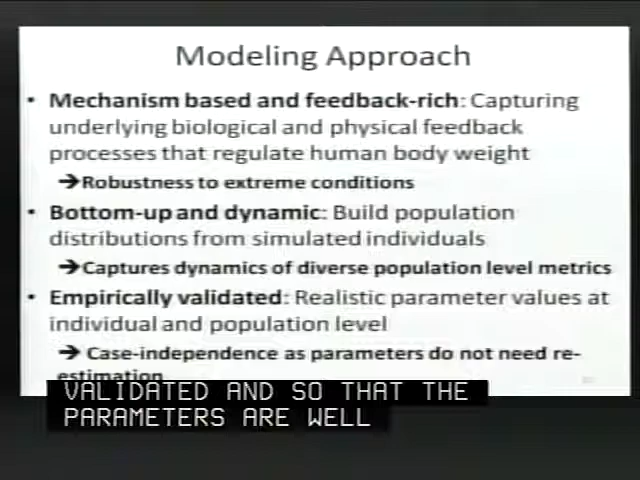 Modeling Approach
• Mechanism based and feedback-rich: Capturing
underlying biological and physical feedback
processes that regulate human body weight
→Robustness to extreme conditions
• Bottom-up and dynamic: Build population
distributions from simulated individuals
→Captures dynamics of diverse population level metrics
• Empirically validated: Realistic parameter values at
individual and population level
→ Case-independence as parameters do not need re-
estimation
VALIDATED AND SO THAT THE
PARAMETERS ARE WELL